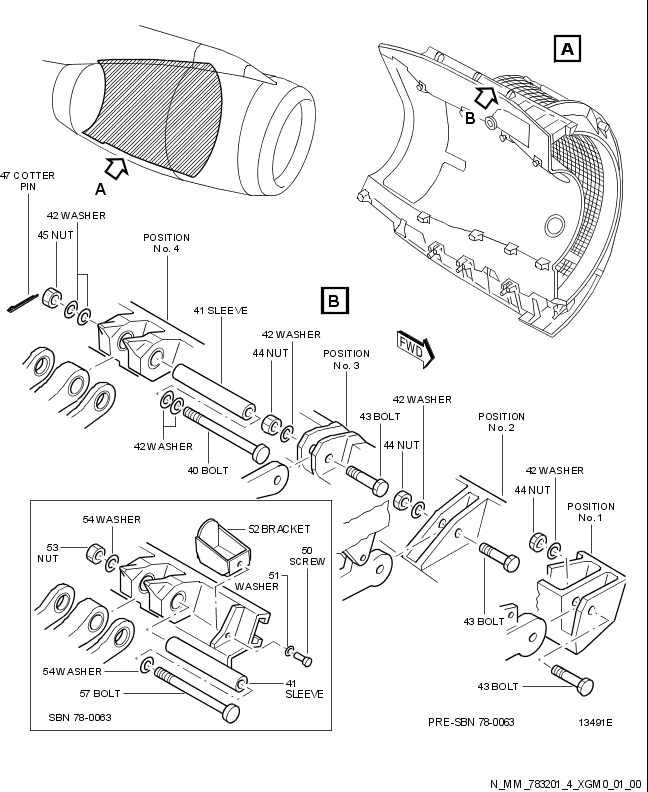 A
B
A
47 COTTER
PIN
42 WASHER
45 NUT
POSITION
No. 4
B
41 SLEEVE
42 WASHER
44 NUT
POSITION
No. 3
FWD
43 BOLT
42 WASHER
44 NUT
POSITION
No. 2
42 WASHER
44 NUT
POSITION
No. 1
42 WASHER
40 BOLT
54 WASHER
53
NUT
52 BRACKET
50
SCREW
51
WASHER
43 BOLT
54 WASHER
57 BOLT
41
SLEEVE
43 BOLT
SBN 78-0063
PRE-SBN 78-0063
13491E
N_MM_783201_4_XGM0_01_00